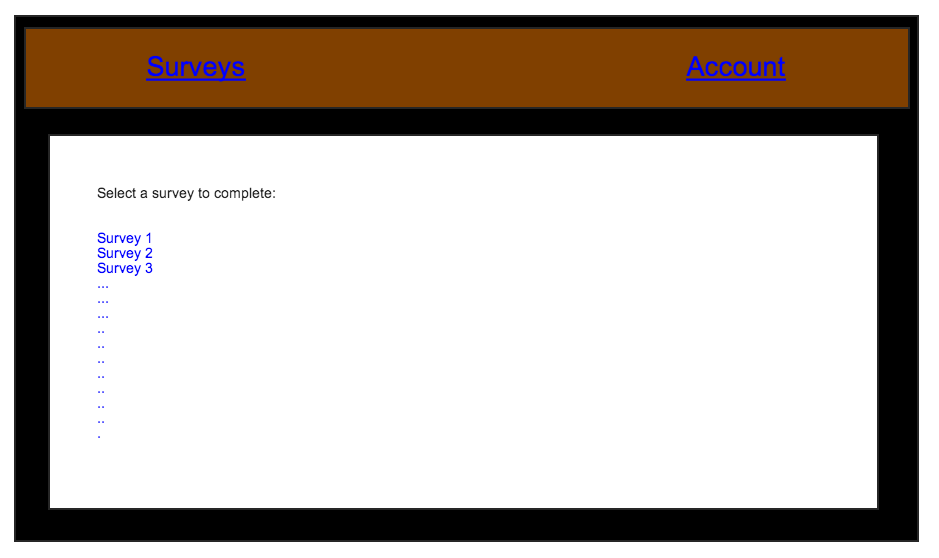 Surveys Account
Select a survey to complete:
Survey 1
Survey 2
Survey 3
...
...
...
..
..
..
..
..
..
..
.